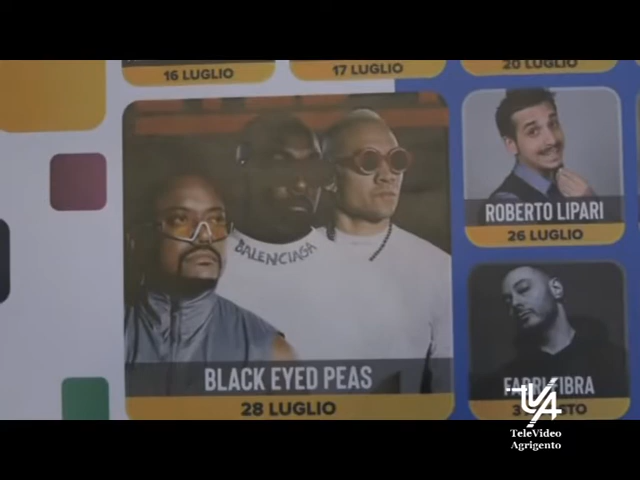 16 LUGLIO
17 LUGLIO
20 LUGLIO
BALENCIAGA
BLACK EYED PEAS
28 LUGLIO
ROBERTO LIPARI
26 LUGLIO
FABRI FIBRA
TVA
TeleVideo
Agrigento